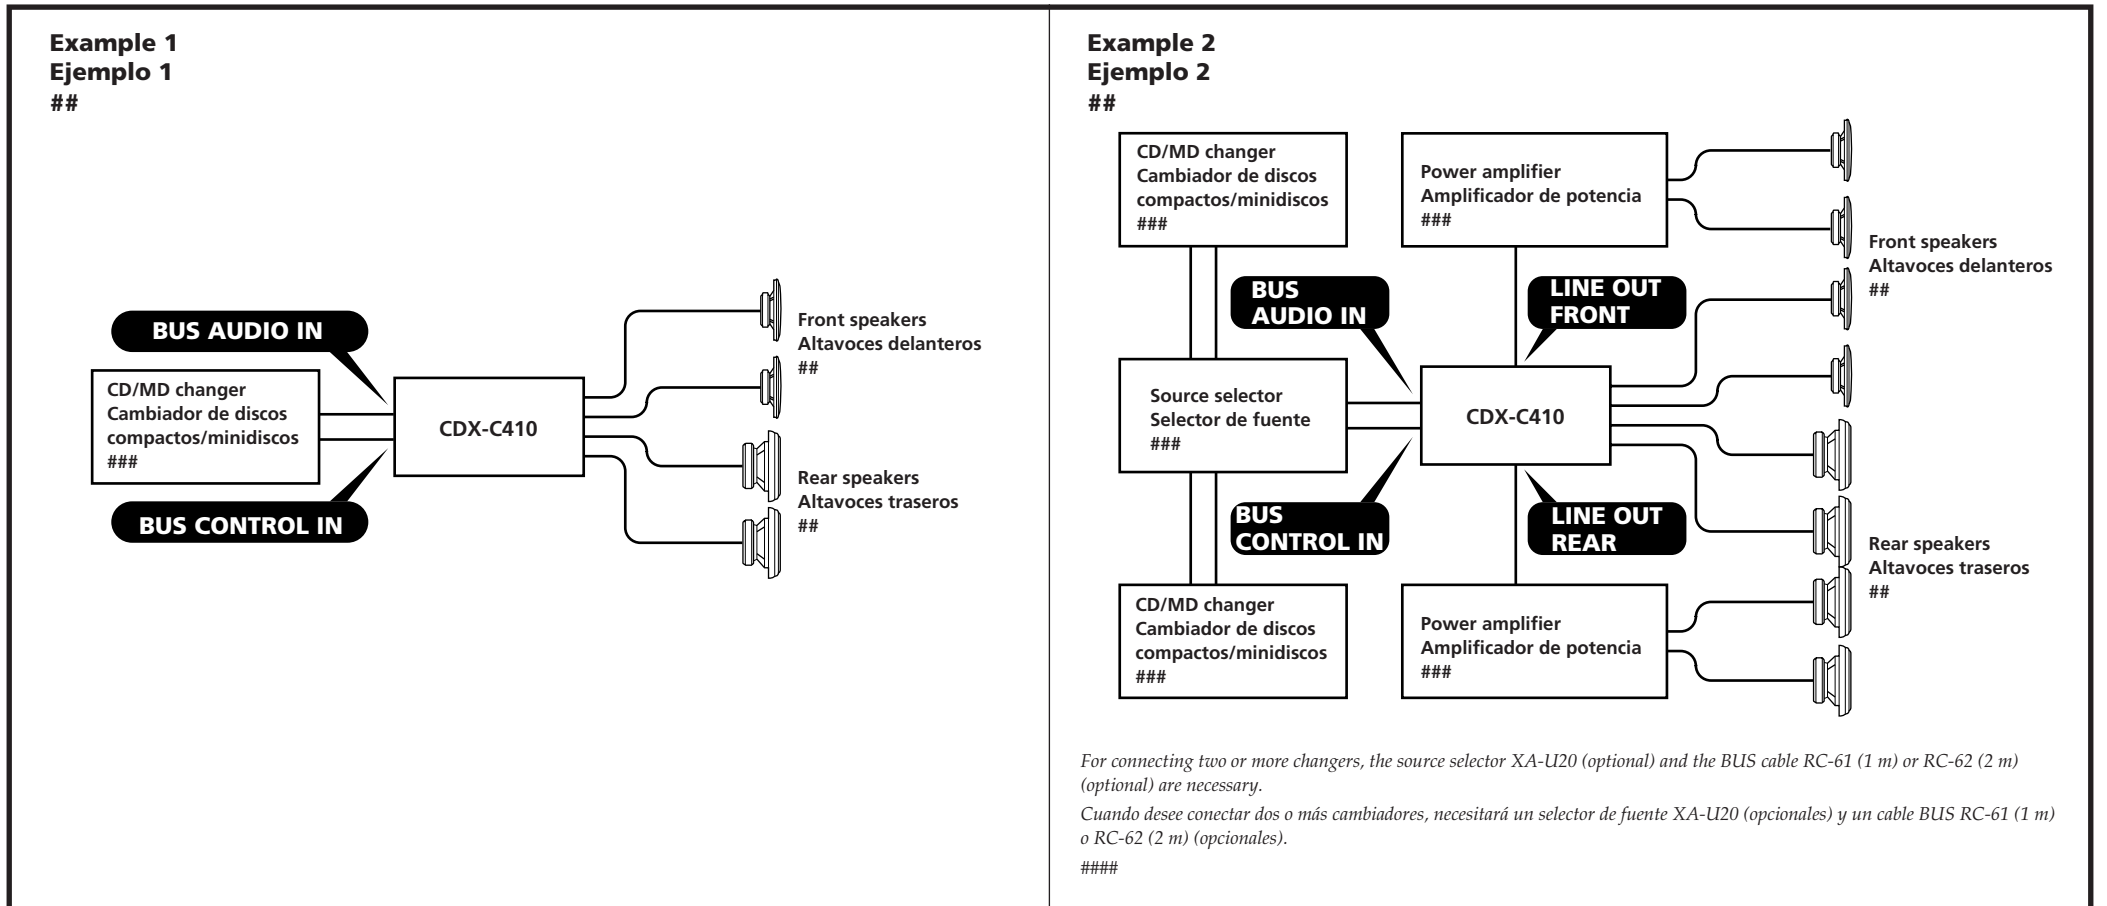 Example 1
Ejemplo 1
##
BUS AUDIO IN
CD/MD changer
Cambiador de discos
compactos/minidiscos
###
BUS CONTROL IN
CDX-C410
Front speakers
Altavoces delanteros
##
Rear speakers
Altavoces traseros
##
Example 2
Ejemplo 2
##
CD/MD changer
Cambiador de discos
compactos/minidiscos
###
Power amplifier
Amplificador de potencia
###
Front speakers
Altavoces delanteros
##
BUS
AUDIO IN
LINE OUT
FRONT
Source selector
Selector de fuente
###
CDX-C410
BUS
CONTROL IN
LINE OUT
REAR
Rear speakers
Altavoces traseros
##
CD/MD changer
Cambiador de discos
compactos/minidiscos
###
Power amplifier
Amplificador de potencia
###
For connecting two or more changers, the source selector XA-U20 (optional) and the BUS cable RC-61 (1 m) or RC-62 (2 m)
(optional) are necessary.
Cuando desee conectar dos o más cambiadores, necesitará un selector de fuente XA-U20 (opcionales) y un cable BUS RC-61 (1 m)
o RC-62 (2 m) (opcionales).
####